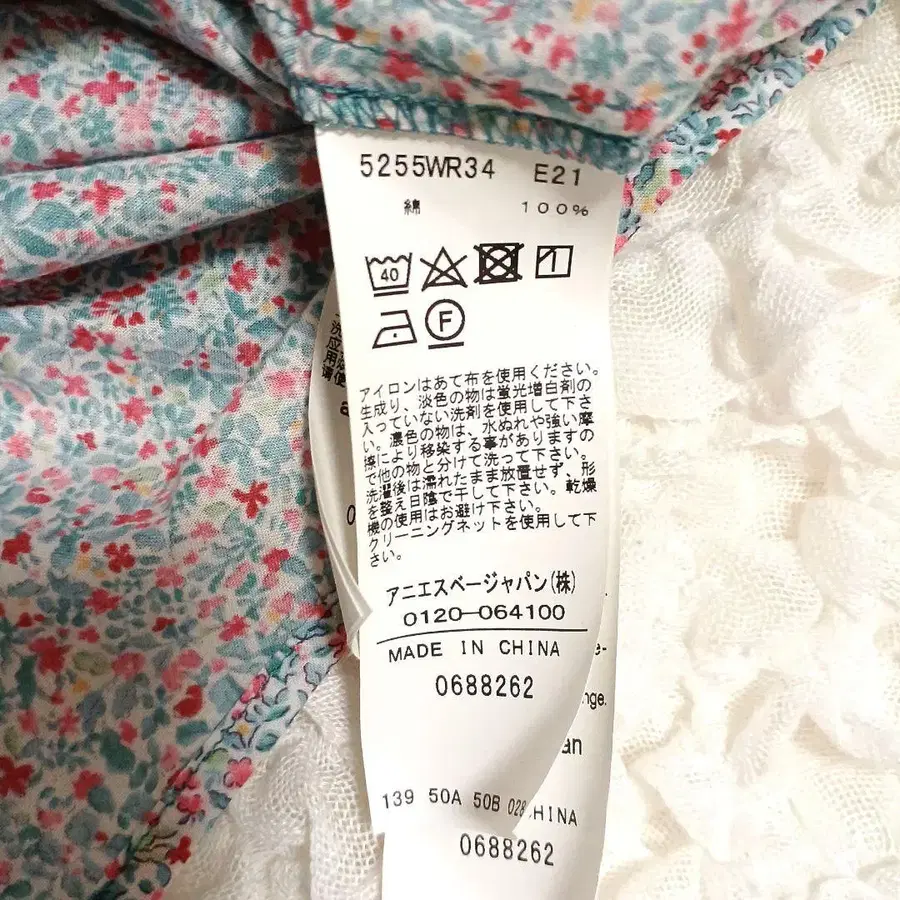 5255WR34 E21
綿 100%
40
F
アイロンはあて布を使用ください。
生成り、淡色の物は蛍光増白剤の
入っていない洗剤を使用して下さ
い。濃色の物は、水ぬれや強い摩
擦により移染する事がありますの
で他の物と分けて洗って下さい。
洗濯後は濡れたまま放置せず、形
を整え日陰で干して下さい。乾燥
機の使用はお避け下さい。
クリーニングネットを使用して下
さい。
アニエスベージャパン(株)
0120-064100
MADE IN CHINA
0688262
nge.
an
139 50A 50B 028 HINA
0688262